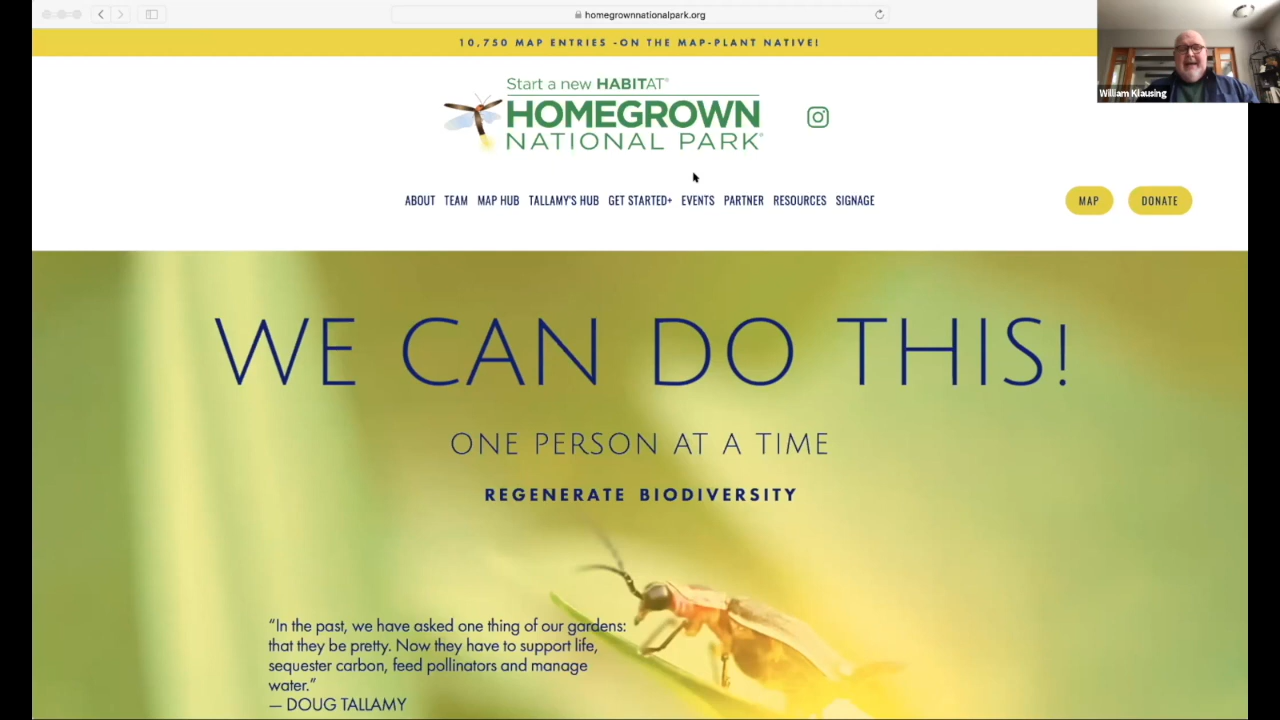 homegrownnationalpark.org
10,750 MAP ENTRIES -ON THE MAP-PLANT NATIVE!
William Klausing
Start a new HABITAT®
HOMEGROWN
NATIONAL PARK®
ABOUT TEAM MAP HUB TALLAMY'S HUB GET STARTED+ EVENTS PARTNER RESOURCES SIGNAGE
MAP DONATE
WE CAN DO THIS!
ONE PERSON AT A TIME
REGENERATE BIODIVERSITY
“In the past, we have asked one thing of our gardens:
that they be pretty. Now they have to support life,
sequester carbon, feed pollinators and manage
water.”
— DOUG TALLAMY